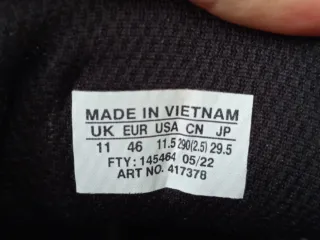 MADE IN VIETNAM
UK EUR USA CN JP
11 46 11.5 290(2.5) 29.5
FTY: 145464 05/22
ART NO. 417378